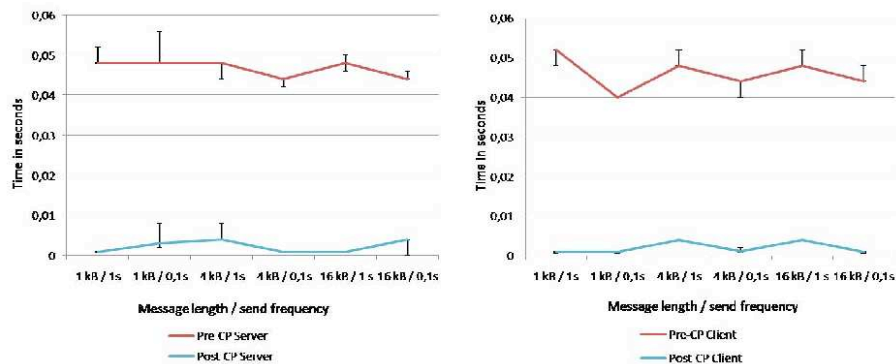 0,06
0,05
0,04
0,03
0,02
0,01
0
Time in seconds
1 kB / 1s
1 kB / 0,1s
4 kB / 1s
4 kB / 0,1s
16 kB / 1 s
16 kB / 0,1s
Message length / send frequency
Pre CP Server
Post CP Server
0,06
0,05
0,04
0,03
0,02
0,01
0
Time in seconds
1 kB / 1s
1 kB / 0,1s
4 kB / 1s
4 kB / 0,1s
16 kB / 1 s
16 kB / 0,1s
Message length / send frequency
Pre-CP Client
Post CP Client